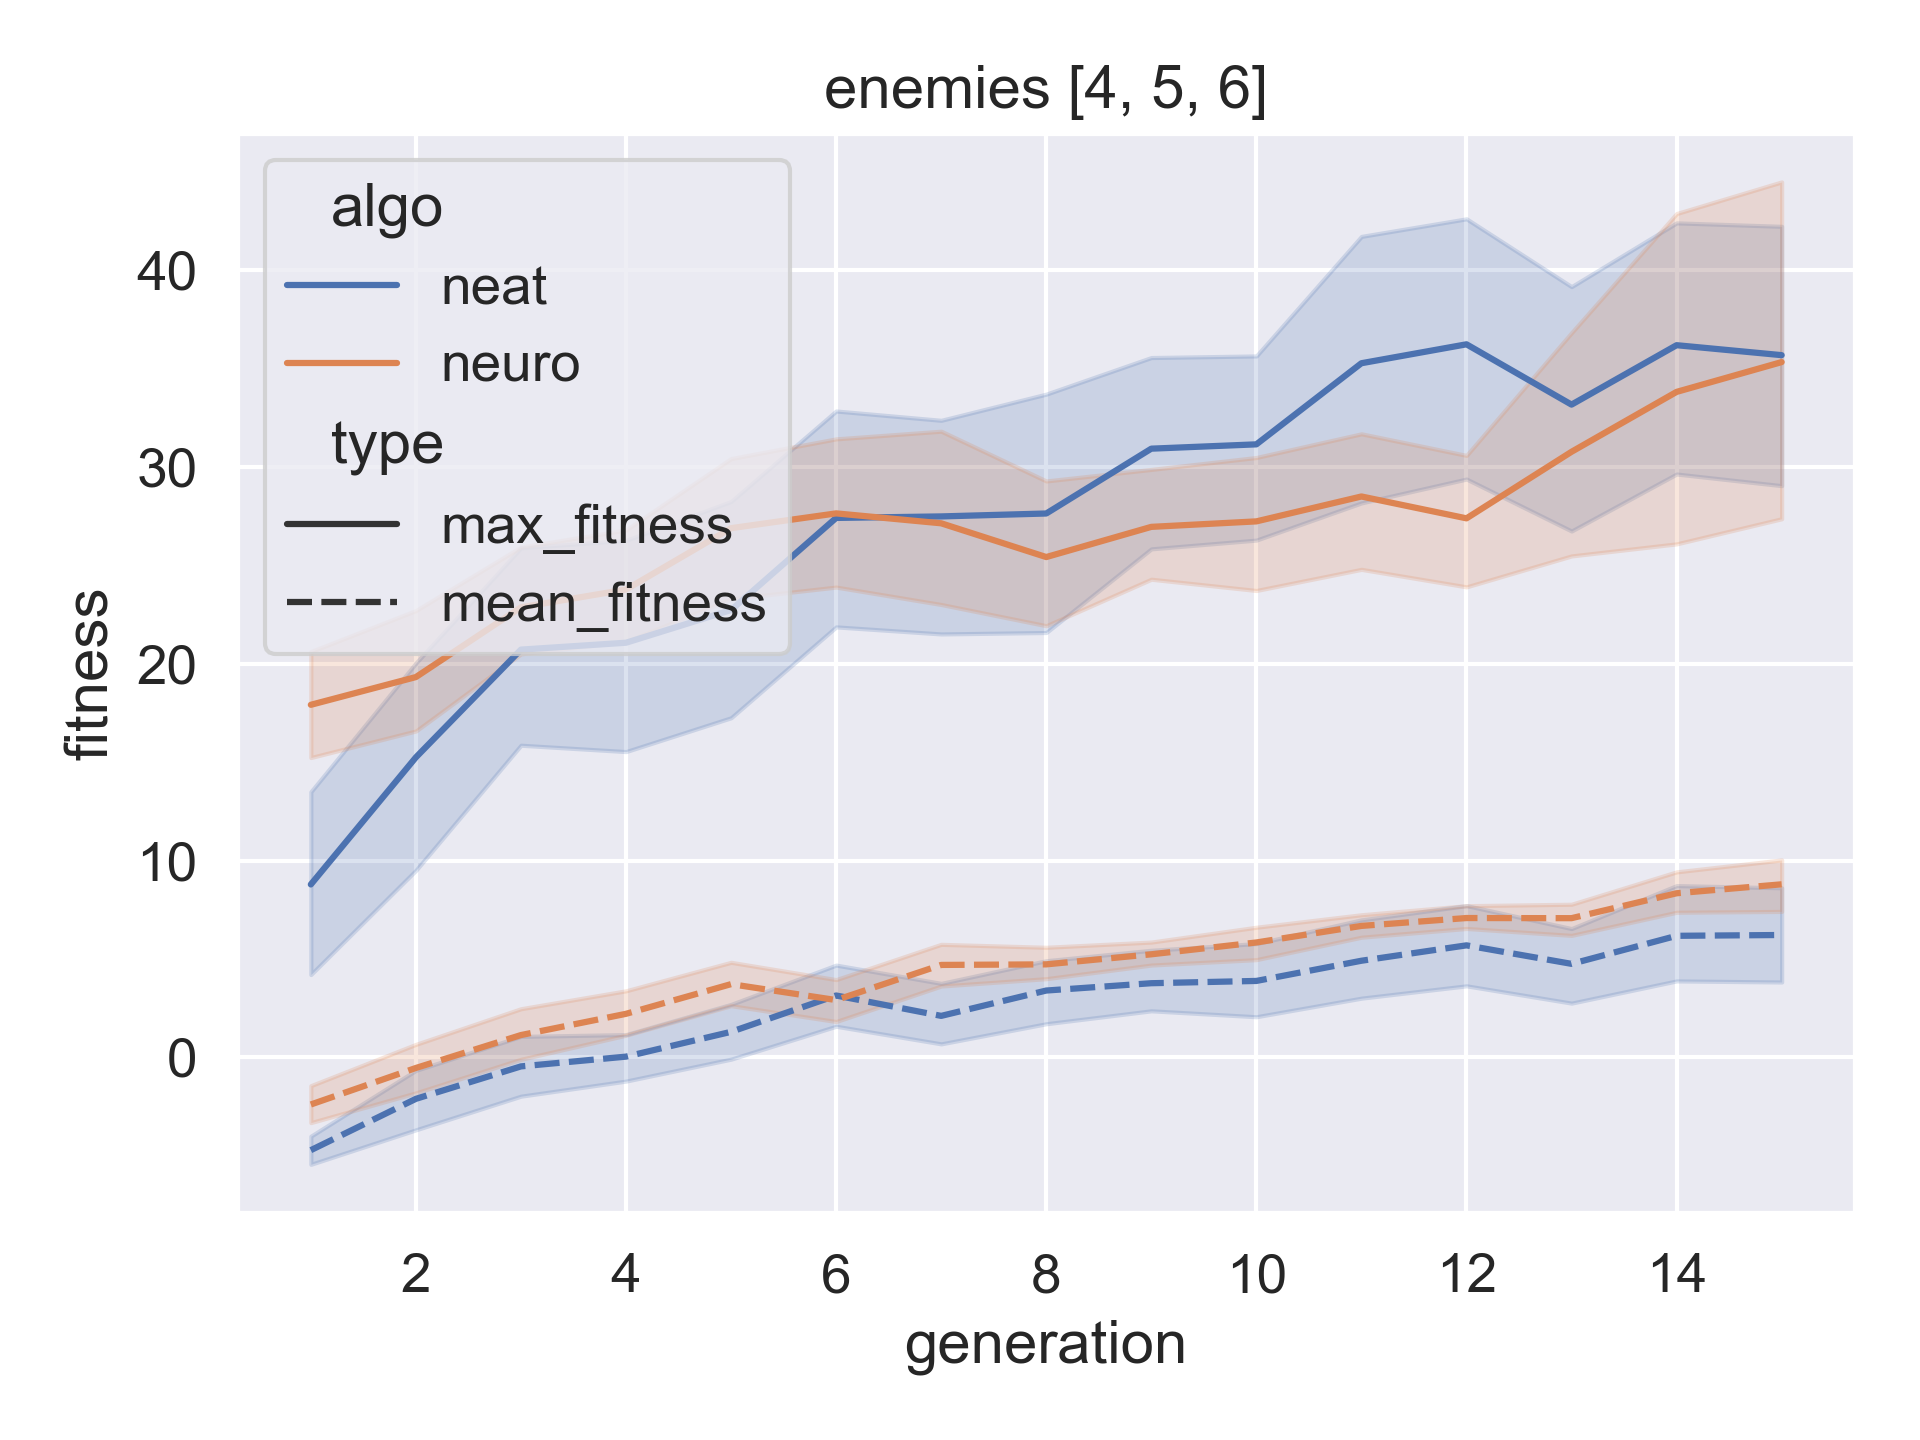 enemies [4, 5, 6]
algo
neat
neuro
type
max_fitness
mean_fitness
fitness
40
30
20
10
0
2 4 6 8 10 12 14
generation